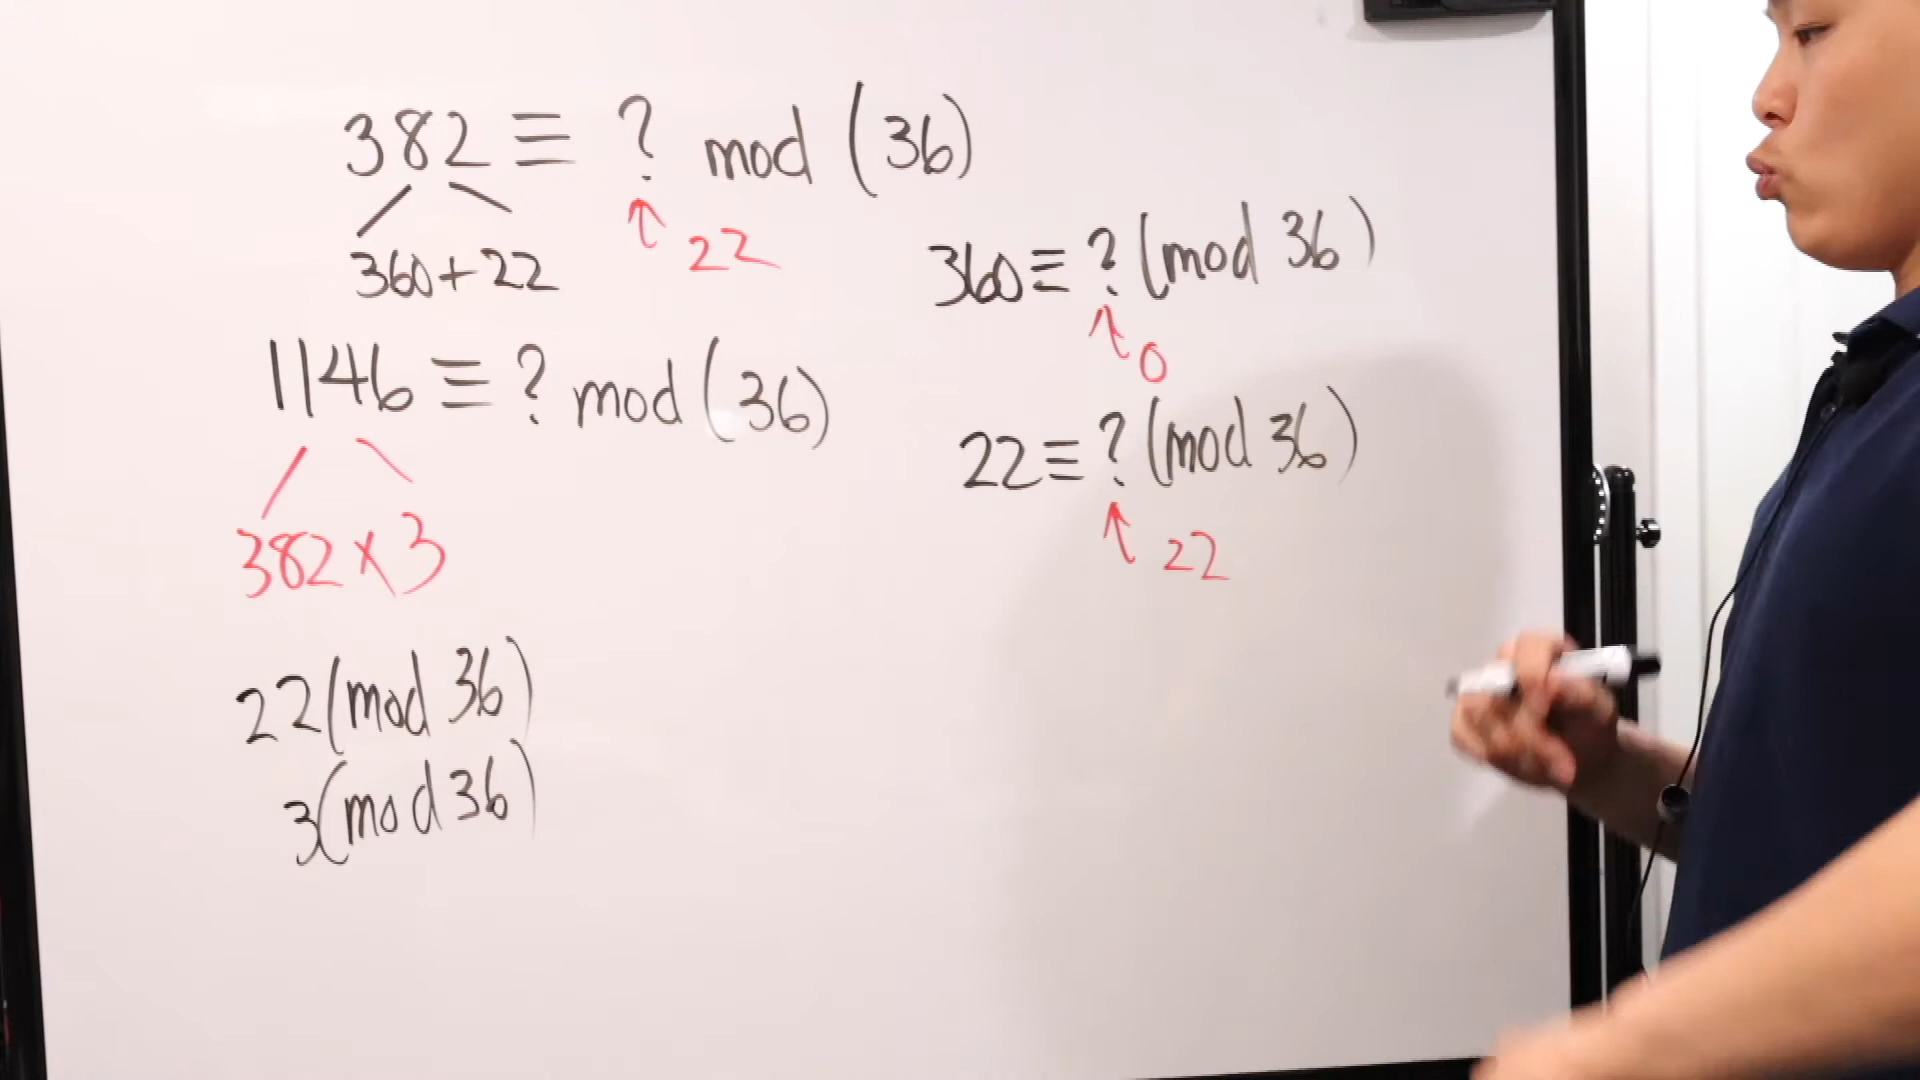 382 ≡ ? mod (36)
22
360+22
360 ≡ ? (mod 36)
0
1146 ≡ ? mod (36)
22 ≡ ? (mod 36)
22
382 × 3
22 (mod 36)
3 (mod 36)